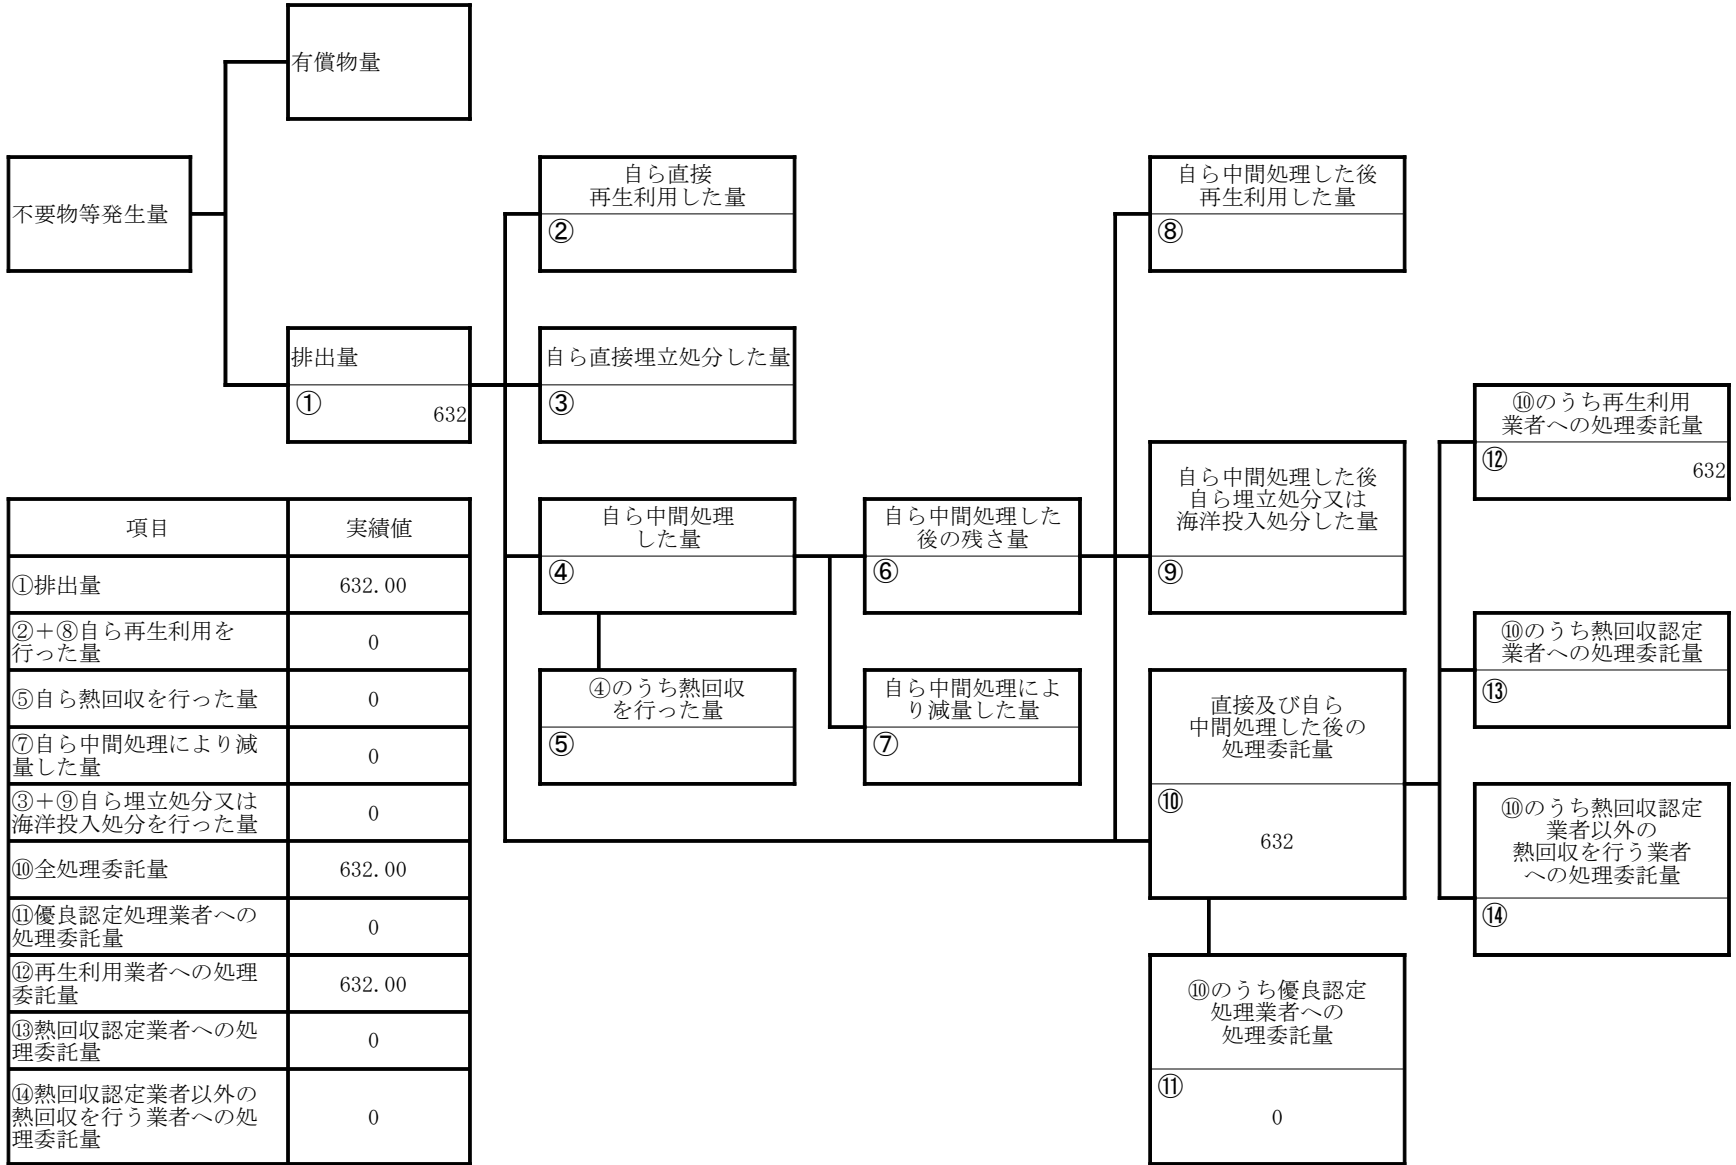 有償物量
不要物等発生量
自ら直接
再生利用した量
②
自ら中間処理した後
再生利用した量
⑧
排出量
①
632
自ら直接埋立処分した量
③
⑩のうち再生利用
業者への処理委託量
⑫
632
自ら中間処理
した量
④
自ら中間処理した
後の残さ量
⑥
自ら中間処理した後
自ら埋立処分又は
海洋投入処分した量
⑨
⑩のうち熱回収認定
業者への処理委託量
⑬
④のうち熱回収
を行った量
⑤
自ら中間処理によ
り減量した量
⑦
直接及び自ら
中間処理した後の
処理委託量
⑩
632
⑩のうち熱回収認定
業者以外の
熱回収を行う業者
への処理委託量
⑭
⑩のうち優良認定
処理業者への
処理委託量
⑪
0
項目
実績値
①排出量
632.00
②＋⑧自ら再生利用を
行った量
0
⑤自ら熱回収を行った量
0
⑦自ら中間処理により減
量した量
0
③＋⑨自ら埋立処分又は
海洋投入処分を行った量
0
⑩全処理委託量
632.00
⑪優良認定処理業者への
処理委託量
0
⑫再生利用業者への処理
委託量
632.00
⑬熱回収認定業者への処
理委託量
0
⑭熱回収認定業者以外の
熱回収を行う業者への処
理委託量
0